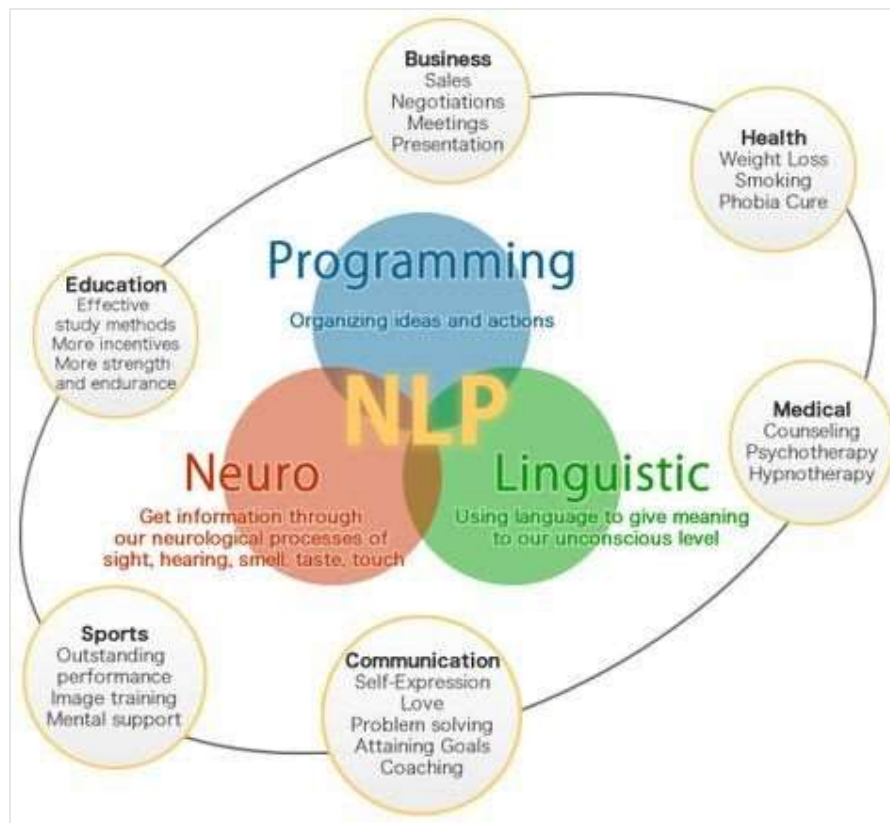 Business
Sales
Negotiations
Meetings
Presentation
Health
Weight Loss
Smoking
Phobia Cure
Programming
Organizing ideas and actions
Education
Effective
study methods
More incentives
More strength
and endurance
NLP
Neuro
Get information through
our neurological processes of
sight, hearing, smell, taste, touch
Linguistic
Using language to give meaning
to our unconscious level
Medical
Counseling
Psychotherapy
Hypnotherapy
Sports
Outstanding
performance
Image training
Mental support
Communication
Self-Expression
Love
Problem solving
Attaining Goals
Coaching